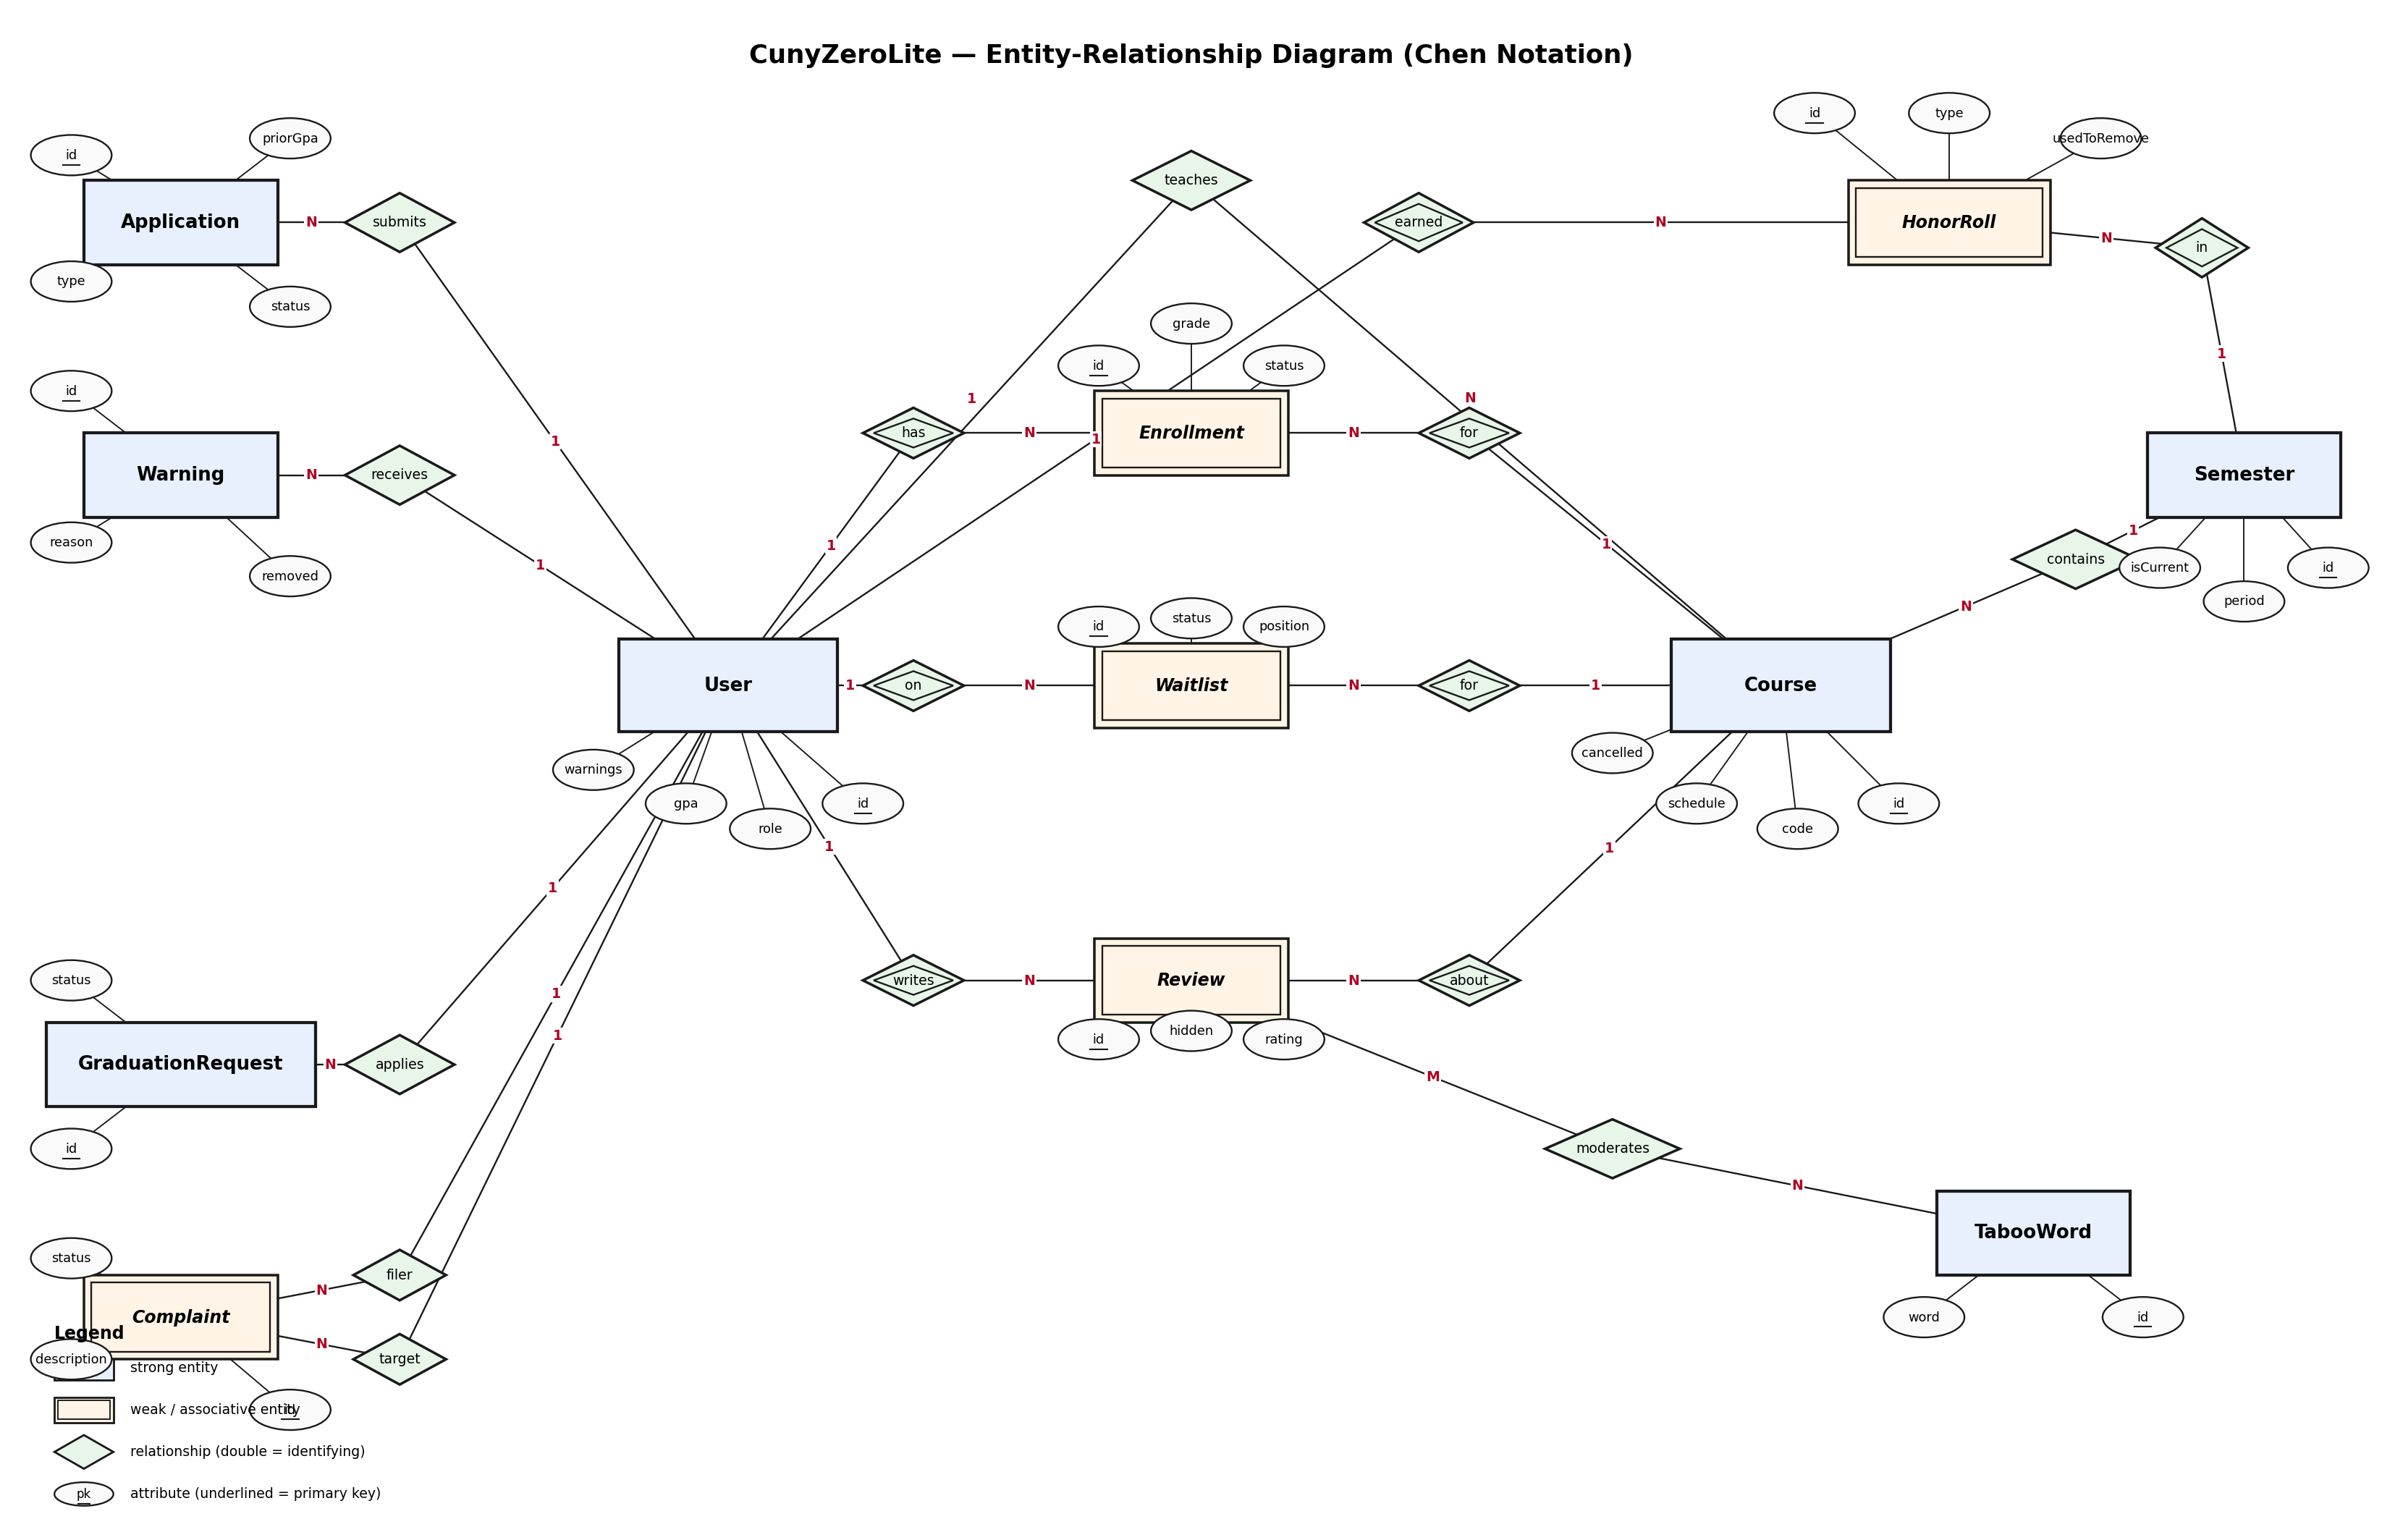 CunyZeroLite — Entity-Relationship Diagram (Chen Notation)
id
type
usedToRemove
id
priorGpa
Application
N
submits
type
status
teaches
earned
N
HonorRoll
N
in
1
grade
id
status
1
N
has
N
1
Enrollment
N
for
id
Warning
N
receives
reason
removed
1
1
1
1
Semester
1
contains
isCurrent
period
id
N
id
status
position
User
1
on
N
Waitlist
N
for
1
Course
warnings
gpa
role
id
cancelled
schedule
code
id
1
1
1
1
1
writes
N
Review
N
about
id
hidden
rating
M
moderates
N
TabooWord
word
id
status
GraduationRequest
N
applies
id
status
Complaint
N
filer
N
target
description
id
Legend
strong entity
weak / associative entity
relationship (double = identifying)
pk
attribute (underlined = primary key)